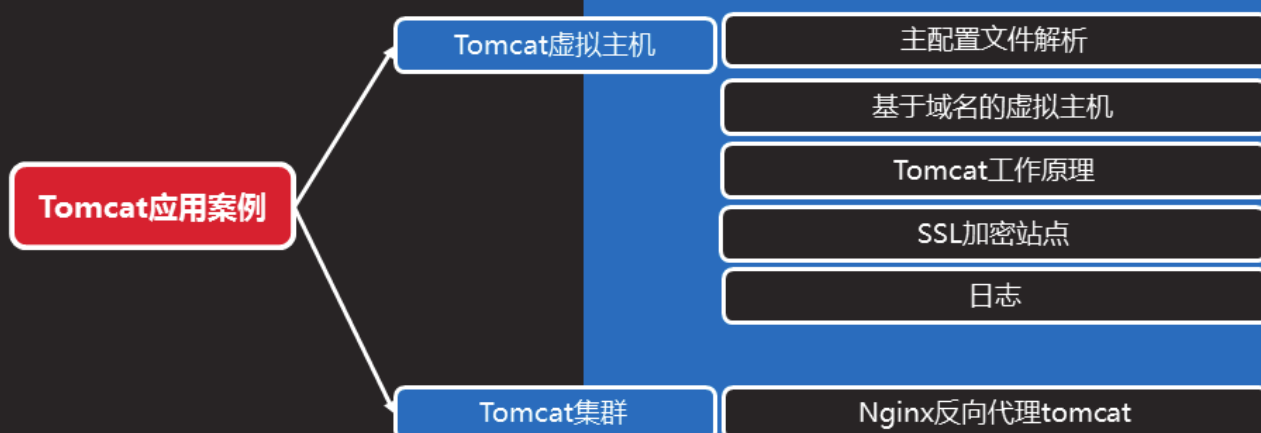 Tomcat应用案例
Tomcat虚拟主机
主配置文件解析
基于域名的虚拟主机
Tomcat工作原理
SSL加密站点
日志
Tomcat集群
Nginx反向代理tomcat